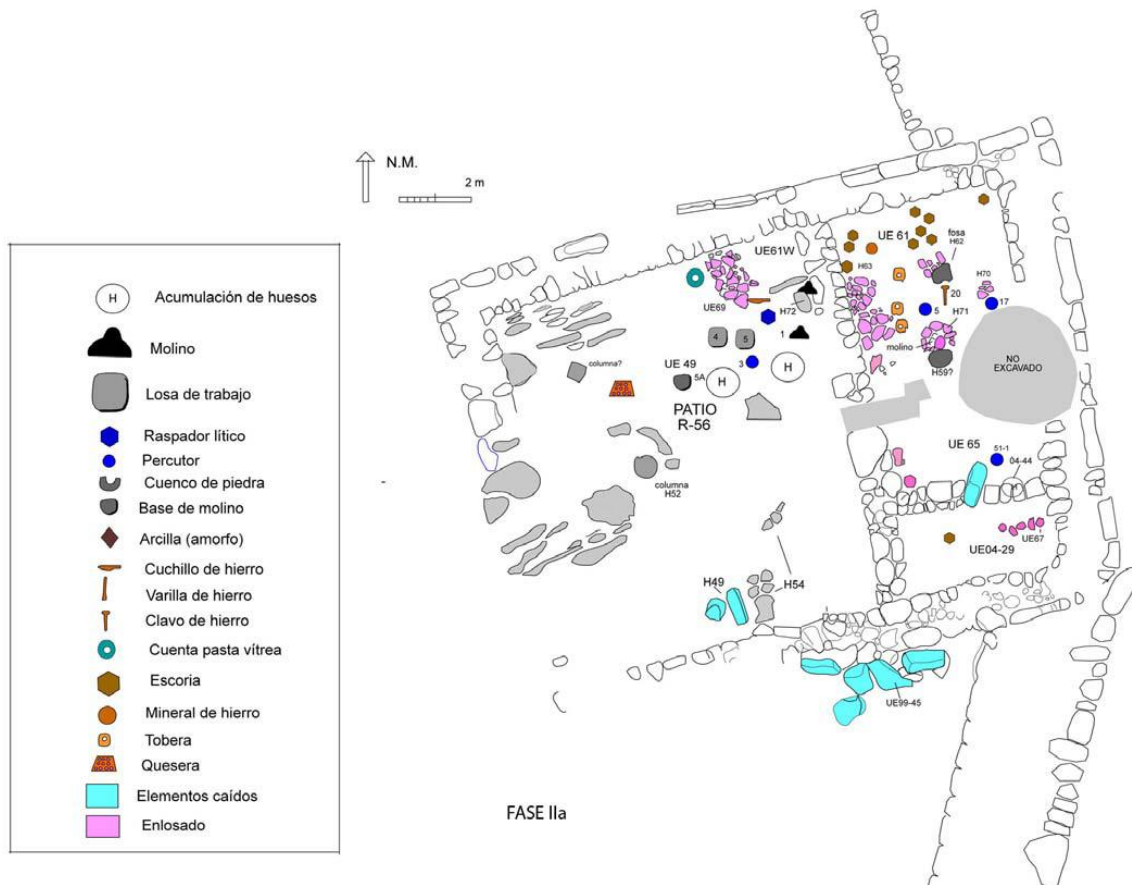 N.M.
2 m
H
Acumulación de huesos
Molino
Losa de trabajo
Raspador lítico
Percutor
Cuenco de piedra
Base de molino
Arcilla (amorfo)
Cuchillo de hierro
Varilla de hierro
Clavo de hierro
Cuenta pasta vítrea
Escoria
Mineral de hierro
Tobera
Quesera
Elementos caídos
Enlosado
UE61W
UE69
H72
4
5
1
3
columna?
UE 49
5A
H
H
PATIO
R-56
columna
H52
H49
H54
UE 61
fosa
H62
H63
20
H70
17
5
H71
molino
H59?
NO
EXCAVADO
UE 65
51-1
04-44
UE04-29
UE67
UE99-45
FASE IIa